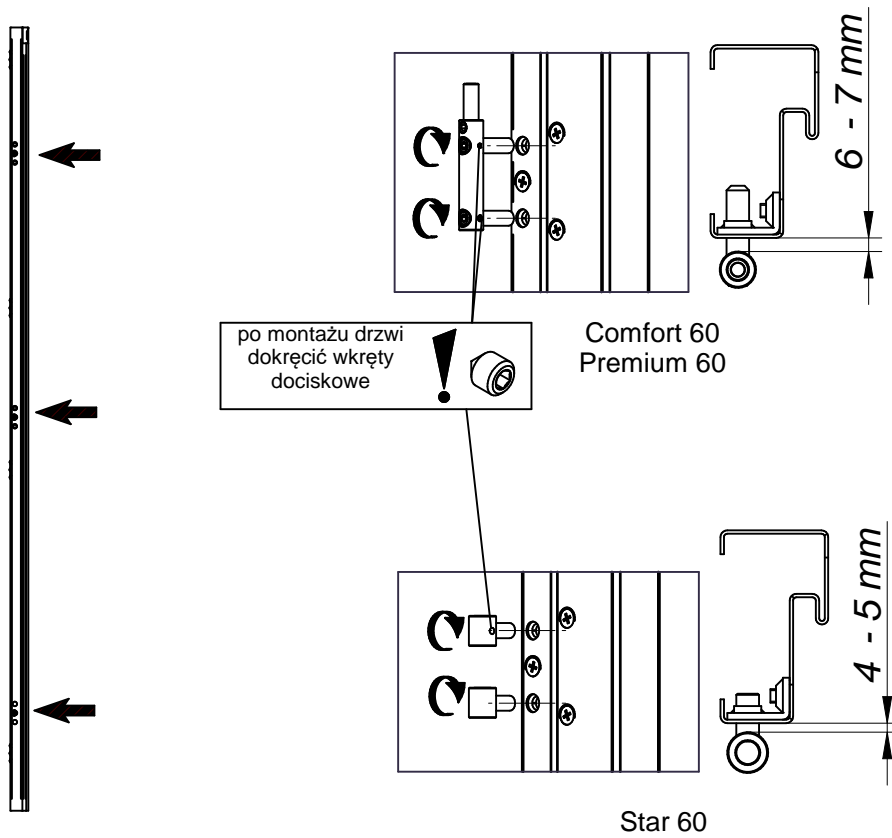 6 - 7 mm
po montażu drzwi
dokręcić wkręty
dociskowe
Comfort 60
Premium 60
4 - 5 mm
Star 60